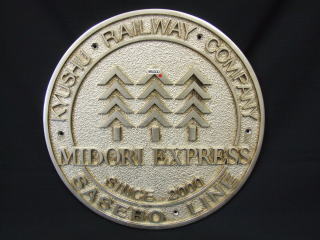 KYUSHU RAILWAY COMPANY
MIDORI EXPRESS
SINCE 2000
SASEBO LINE